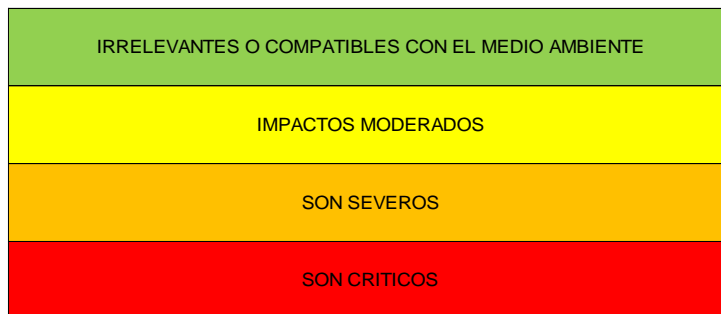 IRRELEVANTES O COMPATIBLES CON EL MEDIO AMBIENTE
IMPACTOS MODERADOS
SON SEVEROS
SON CRITICOS